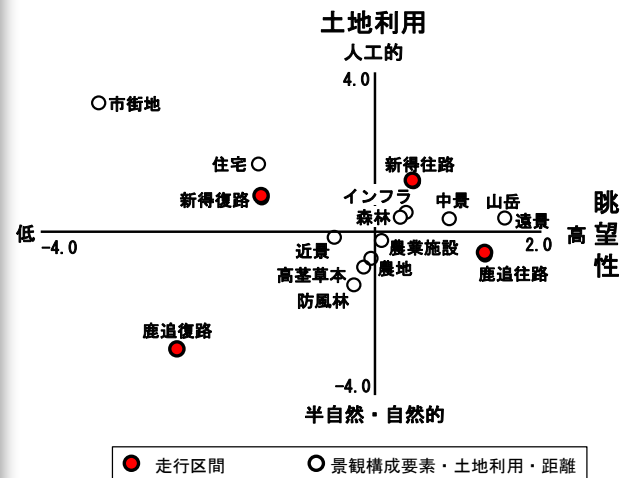 土地利用
人工的
4.0
市街地
住宅
新得往路
新得復路
インフラ
中景
山岳
森林
遠景
低
-4.0
2.0
高
眺望性
近景
農業施設
農地
高茎草本
鹿追往路
防風林
鹿追復路
-4.0
半自然・自然的
走行区間
景観構成要素・土地利用・距離